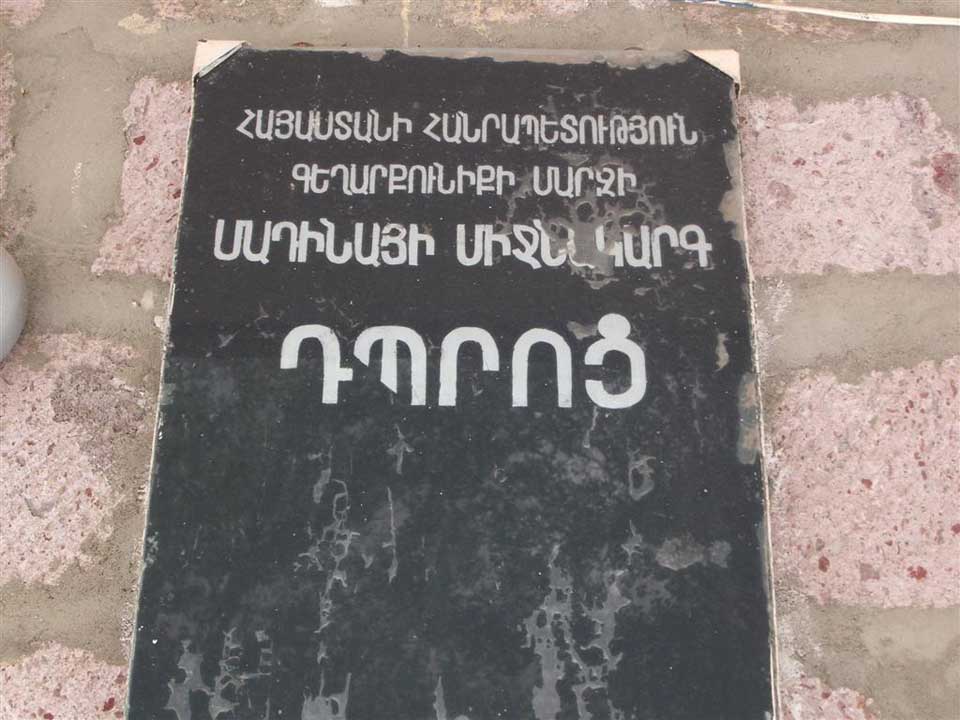 ՀԱՅԱՍՏԱՆԻ ՀԱՆՐԱՊԵՏՈՒԹՅՈՒՆ
ԳԵՂԱՐՔՈՒՆԻՔԻ ՄԱՐԶԻ
ՄԱԴԻՆԱՅԻ ՄԻՋՆԱԿԱՐԳ
ԴՊՐՈՑ